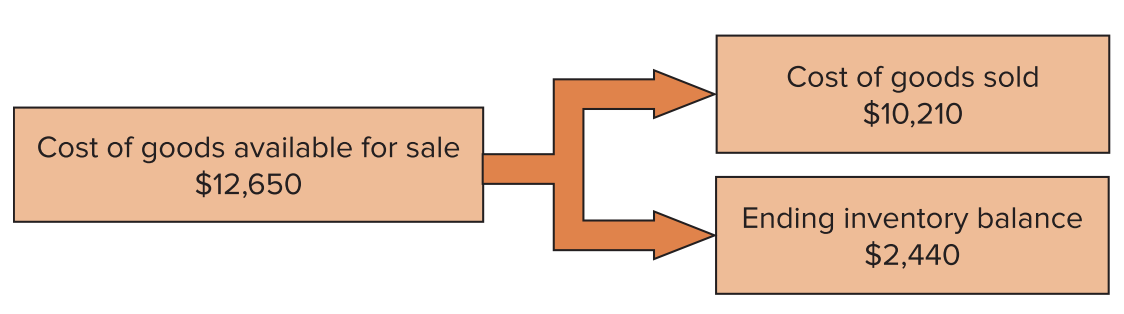 Cost of goods available for sale
$12,650
Cost of goods sold
$10,210
Ending inventory balance
$2,440